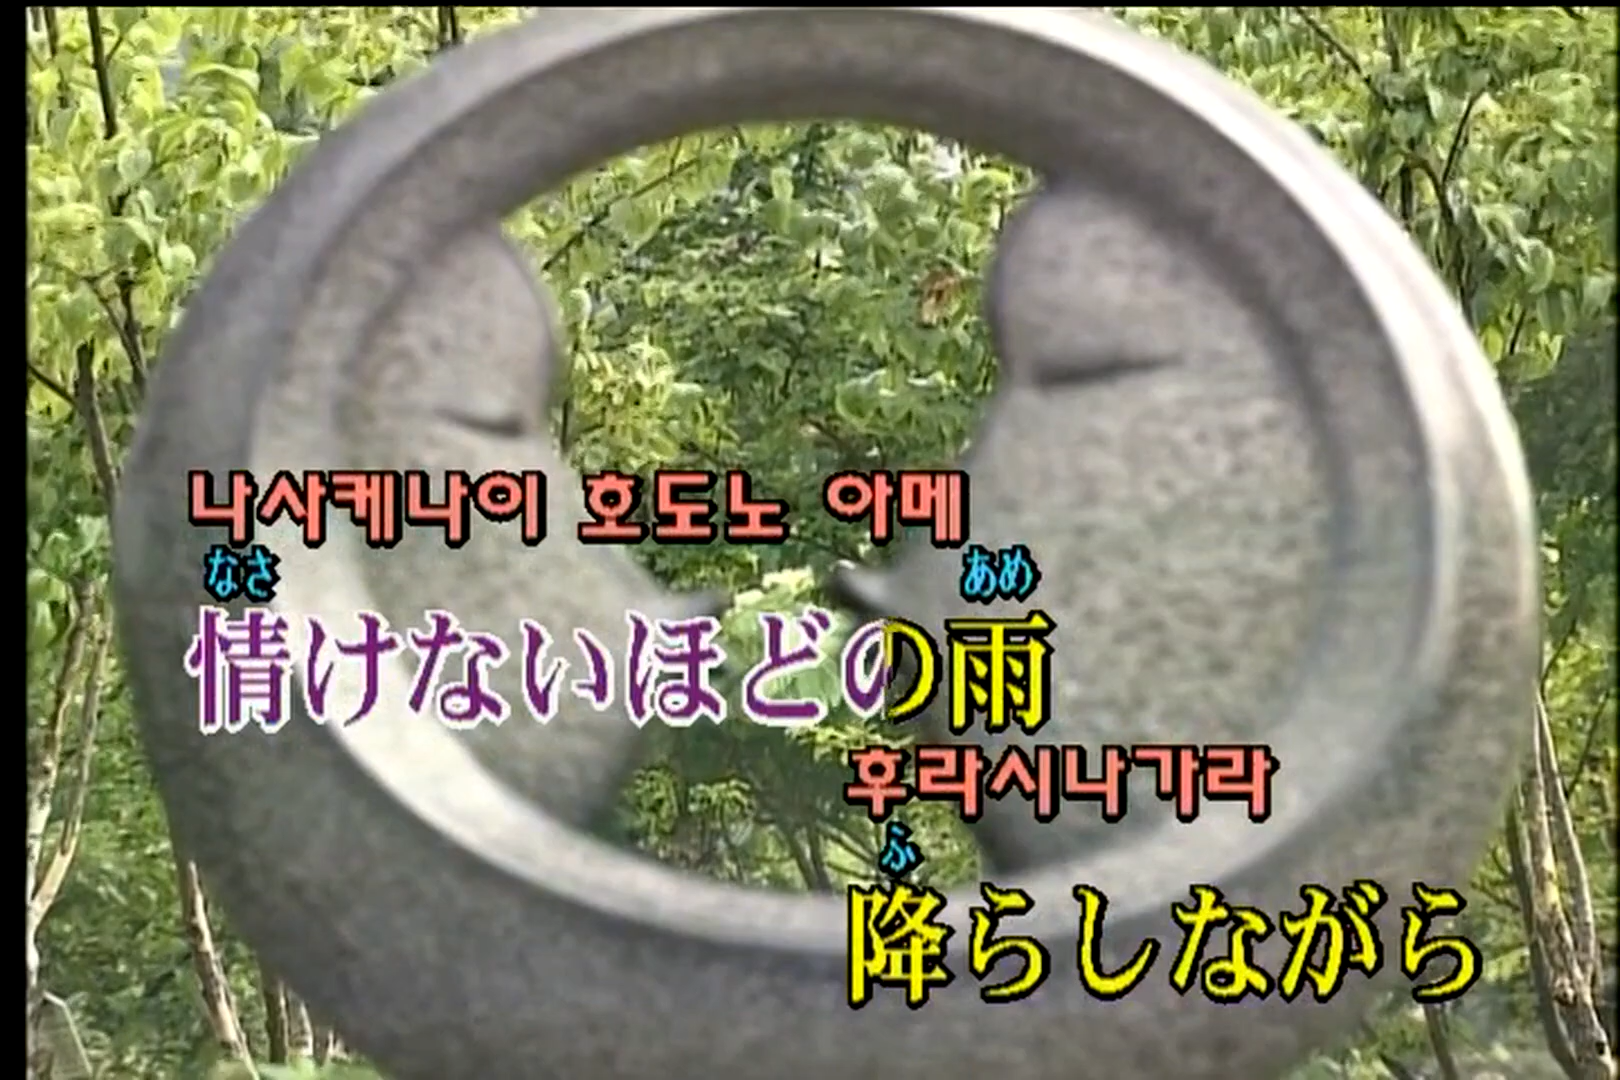 나사케나이 호도노 아메
なさ あめ
情けないほどの雨
후라시나가라
ふ
降らしながら